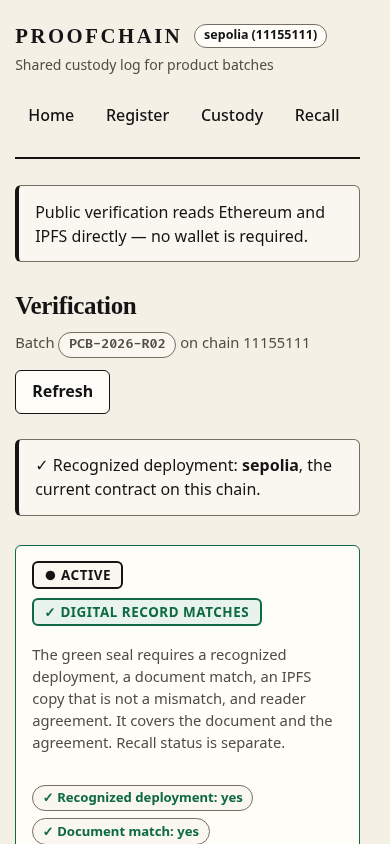 PROOFCHAIN sepolia (11155111)
Shared custody log for product batches
Home Register Custody Recall
Public verification reads Ethereum and
IPFS directly — no wallet is required.
Verification
Batch PCB-2026-R02 on chain 11155111
Refresh
✓ Recognized deployment: sepolia, the
current contract on this chain.
● ACTIVE
✓ DIGITAL RECORD MATCHES
The green seal requires a recognized
deployment, a document match, an IPFS
copy that is not a mismatch, and reader
agreement. It covers the document and the
agreement. Recall status is separate.
✓ Recognized deployment: yes
✓ Document match: yes